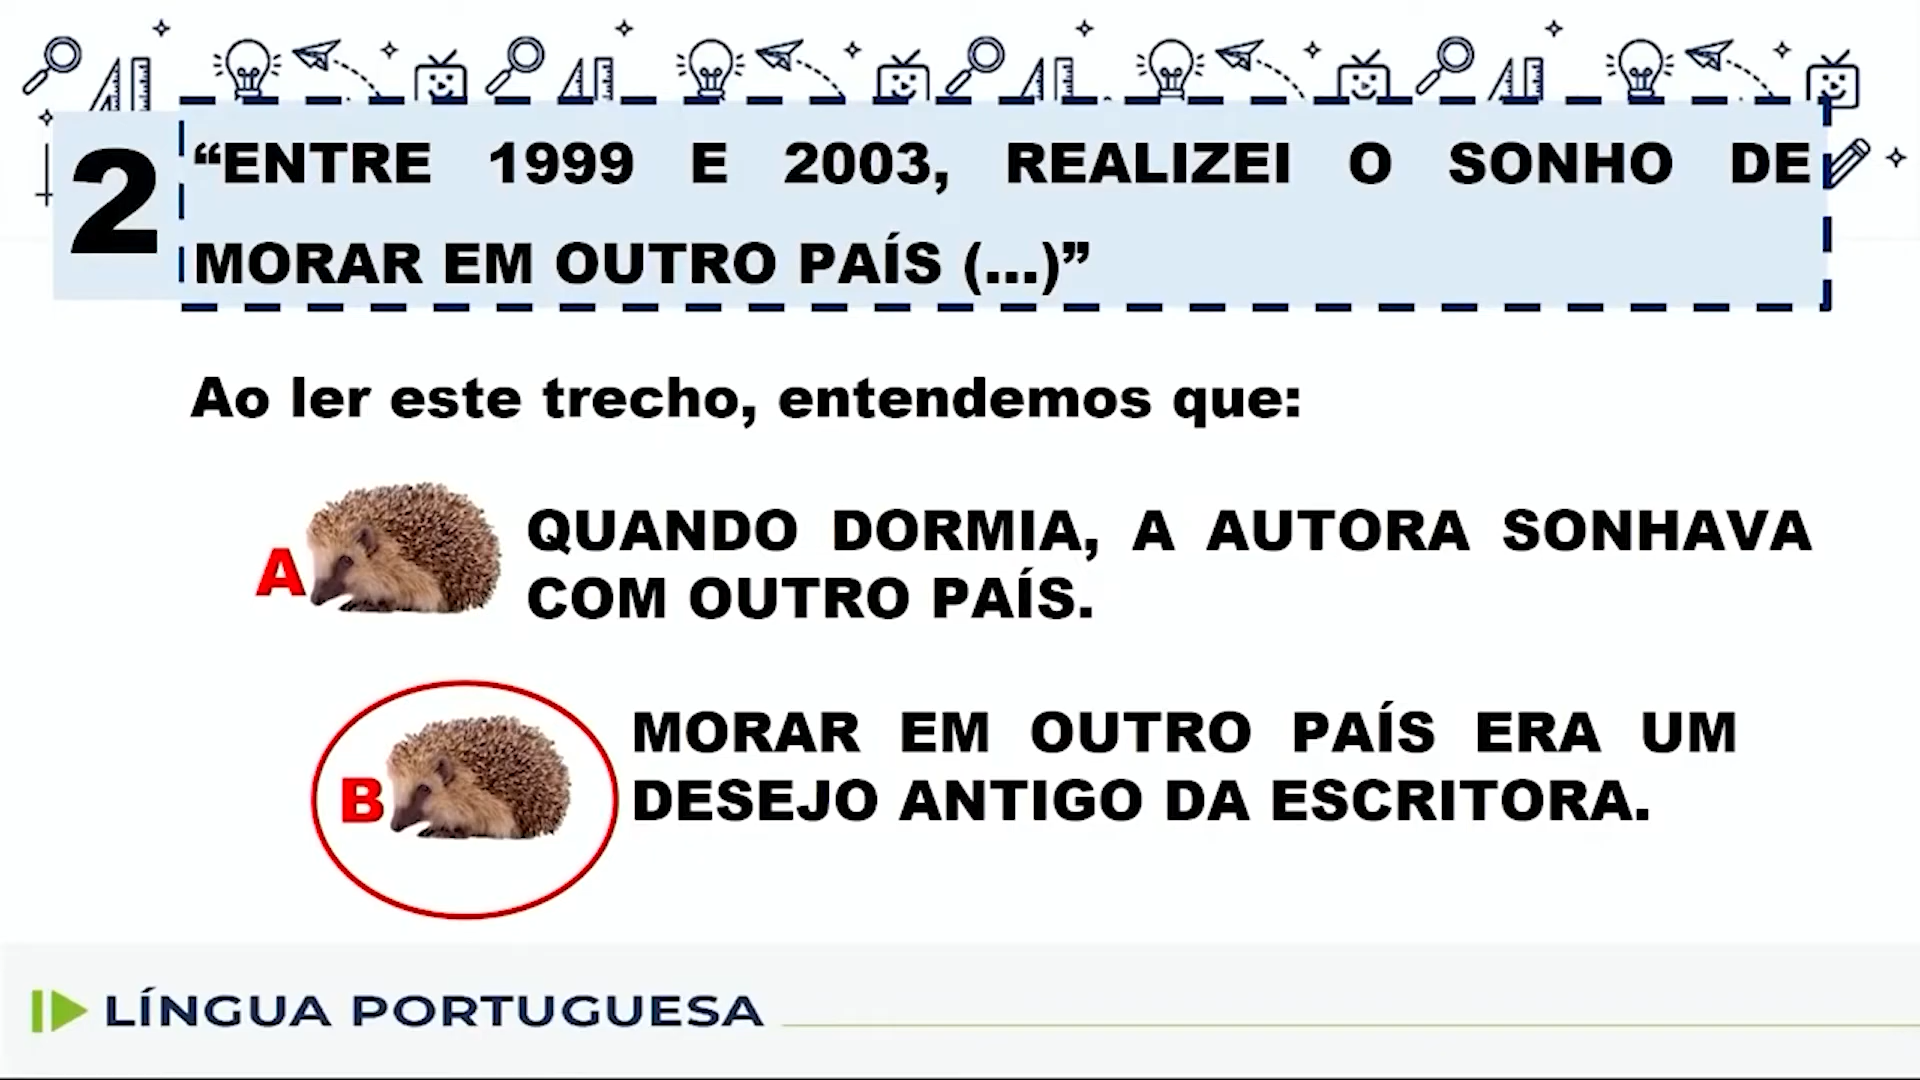 2
“ENTRE 1999 E 2003, REALIZEI O SONHO DE
MORAR EM OUTRO PAÍS (...)”
Ao ler este trecho, entendemos que:
A
QUANDO DORMIA, A AUTORA SONHAVA
COM OUTRO PAÍS.
B
MORAR EM OUTRO PAÍS ERA UM
DESEJO ANTIGO DA ESCRITORA.
LÍNGUA PORTUGUESA